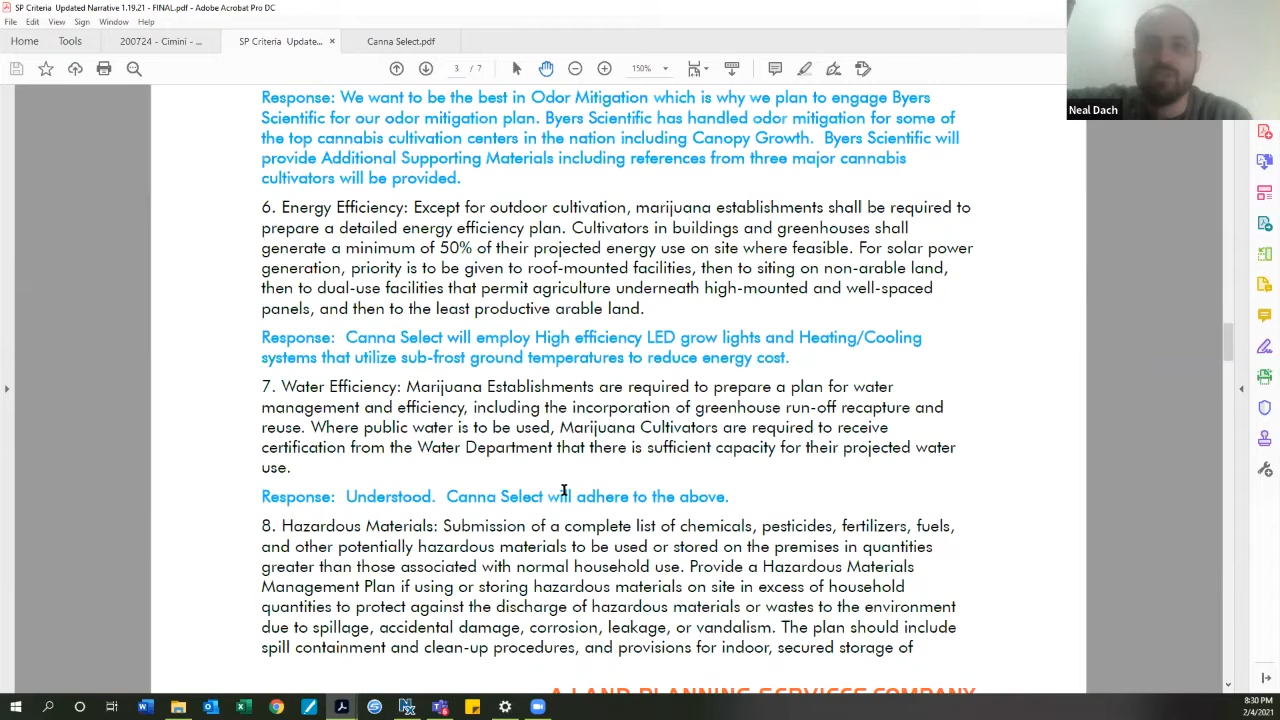 SP Criteria Updated Narrative 1.19.21 - FINAL.pdf - Adobe Acrobat Pro DC
File Edit View Sign Window Help
Home Tools 200724 - Cimini - ... SP Criteria Update... × Canna Select.pdf
3 / 7 150%
Neal Dach
Response: We want to be the best in Odor Mitigation which is why we plan to engage Byers
Scientific for our odor mitigation plan. Byers Scientific has handled odor mitigation for some of
the top cannabis cultivation centers in the nation including Canopy Growth. Byers Scientific will
provide Additional Supporting Materials including references from three major cannabis
cultivators will be provided.
6. Energy Efficiency: Except for outdoor cultivation, marijuana establishments shall be required to
prepare a detailed energy efficiency plan. Cultivators in buildings and greenhouses shall
generate a minimum of 50% of their projected energy use on site where feasible. For solar power
generation, priority is to be given to roof-mounted facilities, then to siting on non-arable land,
then to dual-use facilities that permit agriculture underneath high-mounted and well-spaced
panels, and then to the least productive arable land.
Response: Canna Select will employ High efficiency LED grow lights and Heating/Cooling
systems that utilize sub-frost ground temperatures to reduce energy cost.
7. Water Efficiency: Marijuana Establishments are required to prepare a plan for water
management and efficiency, including the incorporation of greenhouse run-off recapture and
reuse. Where public water is to be used, Marijuana Cultivators are required to receive
certification from the Water Department that there is sufficient capacity for their projected water
use.
Response: Understood. Canna Select will adhere to the above.
8. Hazardous Materials: Submission of a complete list of chemicals, pesticides, fertilizers, fuels,
and other potentially hazardous materials to be used or stored on the premises in quantities
greater than those associated with normal household use. Provide a Hazardous Materials
Management Plan if using or storing hazardous materials on site in excess of household
quantities to protect against the discharge of hazardous materials or wastes to the environment
due to spillage, accidental damage, corrosion, leakage, or vandalism. The plan should include
spill containment and clean-up procedures, and provisions for indoor, secured storage of
A LAND PLANNING SERVICES COMPANY
8:30 PM
2/4/2021